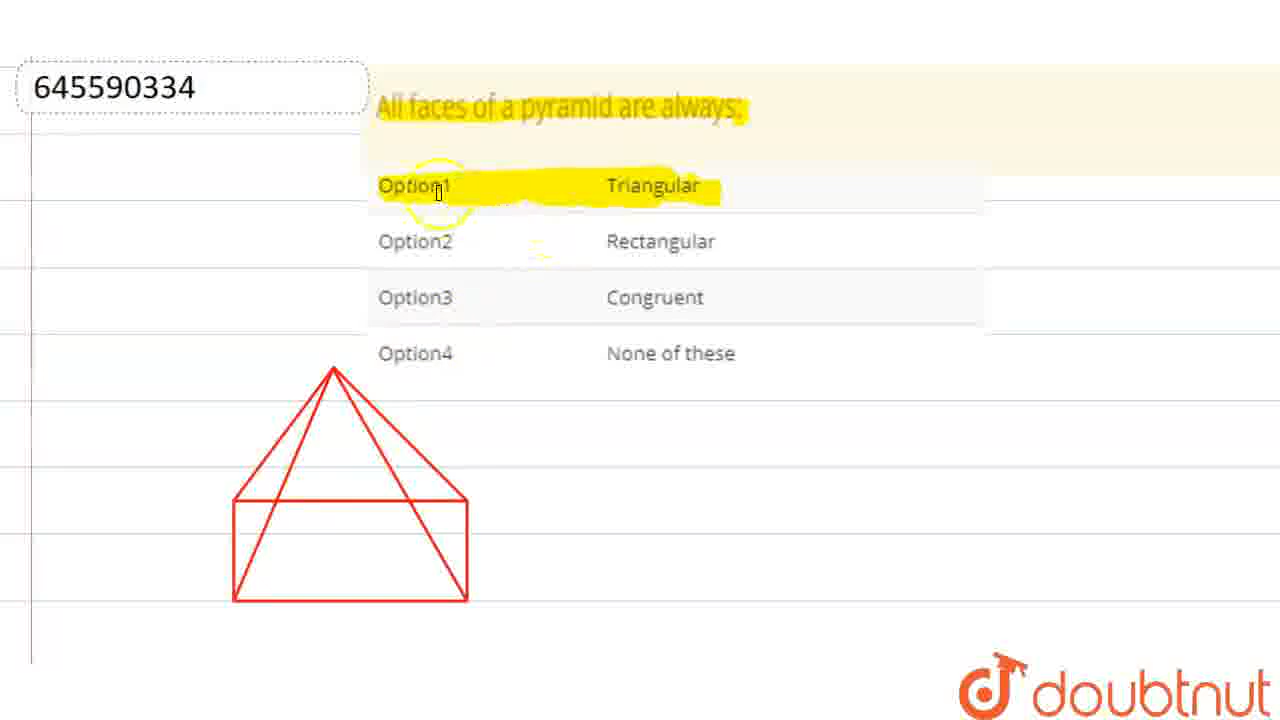 645590334
All faces of a pyramid are always:
Option1 Triangular
Option2 Rectangular
Option3 Congruent
Option4 None of these
doubtnut